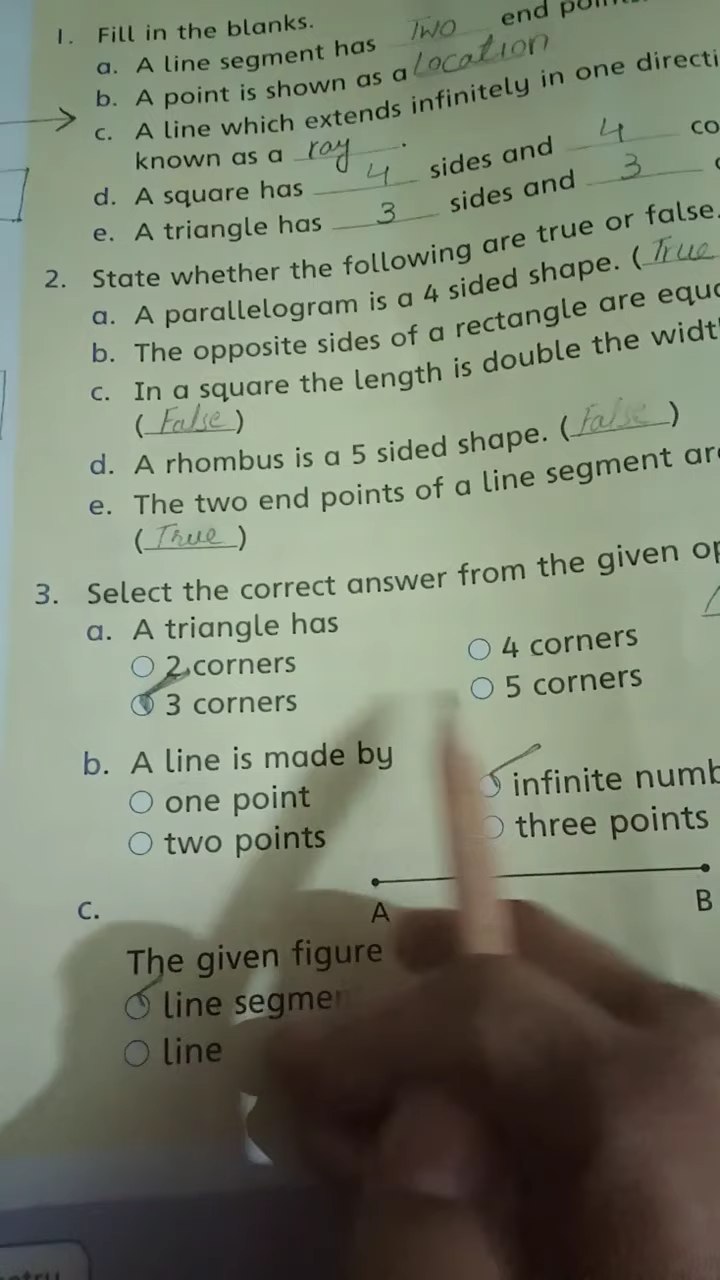 1. Fill in the blanks.
a. A line segment has Two end
b. A point is shown as a location
c. A line which extends infinitely in one directi
known as a ray.
d. A square has 4 sides and 4 co
e. A triangle has 3 sides and 3
2. State whether the following are true or false.
a. A parallelogram is a 4 sided shape. (True
b. The opposite sides of a rectangle are equa
c. In a square the length is double the widt
(False)
d. A rhombus is a 5 sided shape. (False)
e. The two end points of a line segment ar
(True)
3. Select the correct answer from the given op
a. A triangle has
2 corners
4 corners
3 corners
5 corners
b. A line is made by
one point
infinite numb
two points
three points
c.
A B
The given figure
line segmen
line